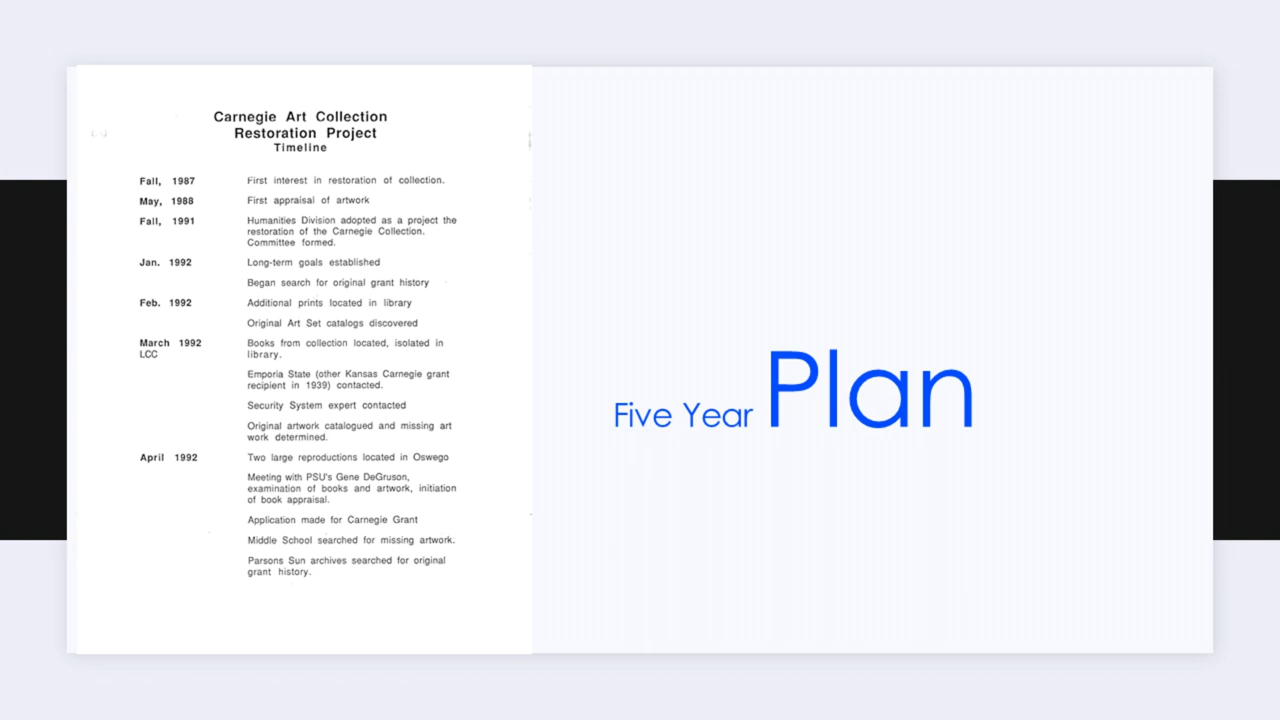 Carnegie Art Collection
Restoration Project
Timeline
Fall, 1987 First interest in restoration of collection.
May, 1988 First appraisal of artwork
Fall, 1991 Humanities Division adopted as a project the
restoration of the Carnegie Collection.
Committee formed.
Jan. 1992 Long-term goals established
Began search for original grant history
Feb. 1992 Additional prints located in library
Original Art Set catalogs discovered
March 1992 Books from collection located, isolated in
LCC library.
Emporia State (other Kansas Carnegie grant
recipient in 1939) contacted.
Security System expert contacted
Original artwork catalogued and missing art
work determined.
April 1992 Two large reproductions located in Oswego
Meeting with PSU's Gene DeGruson,
examination of books and artwork, initiation
of book appraisal.
Application made for Carnegie Grant
Middle School searched for missing artwork.
Parsons Sun archives searched for original
grant history.
Five Year Plan